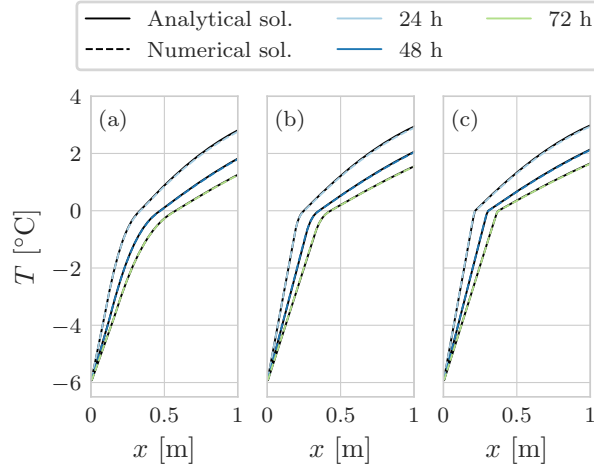 Analytical sol. 24 h 72 h
Numerical sol. 48 h
(a) (b) (c)
4
2
0
−2
−4
−6
T [°C]
0 0.5 1 0 0.5 1 0 0.5 1
x [m] x [m] x [m]